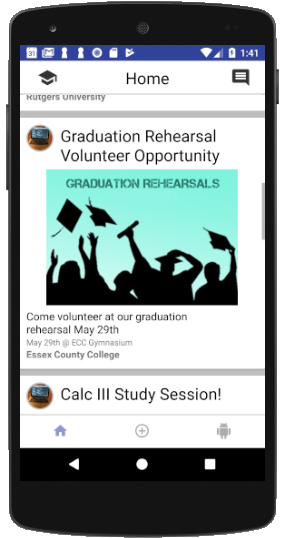 31 1:41
Home
Rutgers University
Graduation Rehearsal
Volunteer Opportunity
GRADUATION REHEARSALS
Come volunteer at our graduation
rehearsal May 29th
May 29th @ ECC Gymnasium
Essex County College
Calc III Study Session!